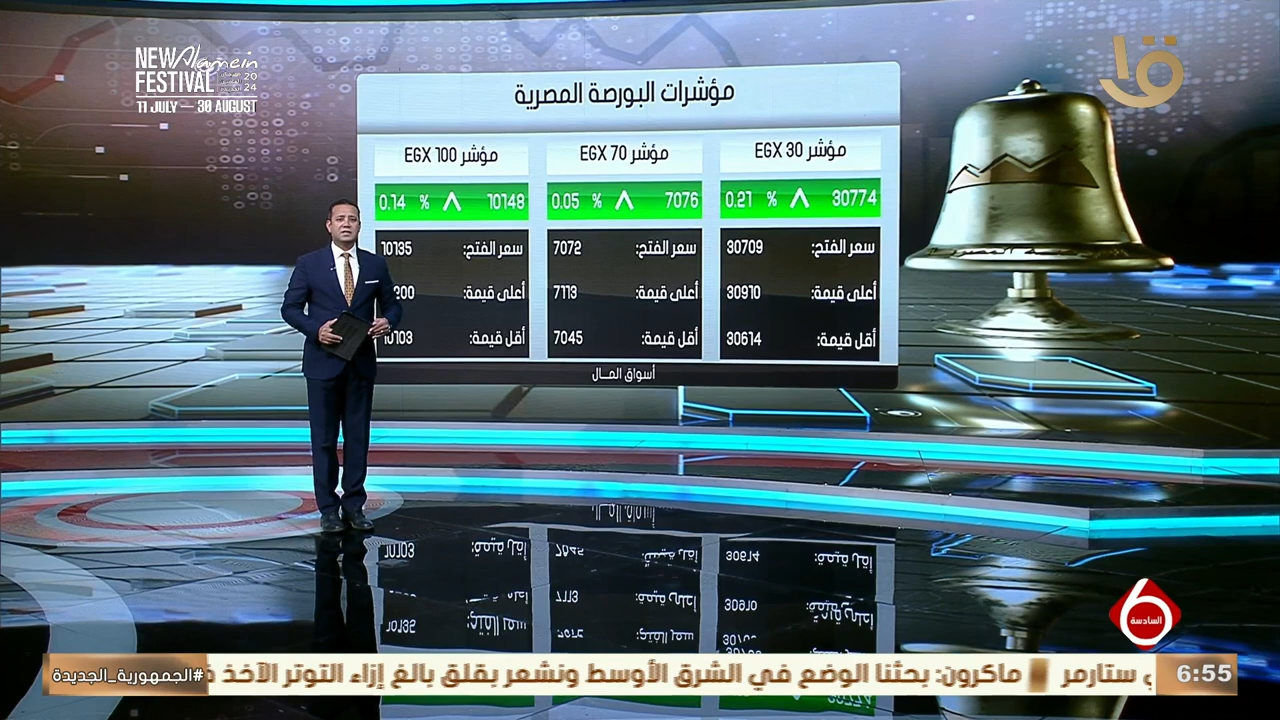 NEW Alamein
FESTIVAL 2024
11 JULY — 30 AUGUST
مؤشرات البورصة المصرية
مؤشر EGX 30
30774 0.21 %
سعر الفتح: 30709
أعلى قيمة: 30910
أقل قيمة: 30614
مؤشر EGX 70
7076 0.05 %
سعر الفتح: 7072
أعلى قيمة: 7113
أقل قيمة: 7045
مؤشر EGX 100
10148 0.14 %
سعر الفتح: 10135
أعلى قيمة:
أقل قيمة: 10103
أسواق المـال
السادسة
6:55
ستارمر
ماكرون: بحثنا الوضع في الشرق الأوسط ونشعر بقلق بالغ إزاء التوتر الآخذ
#الجمهورية_الجديدة